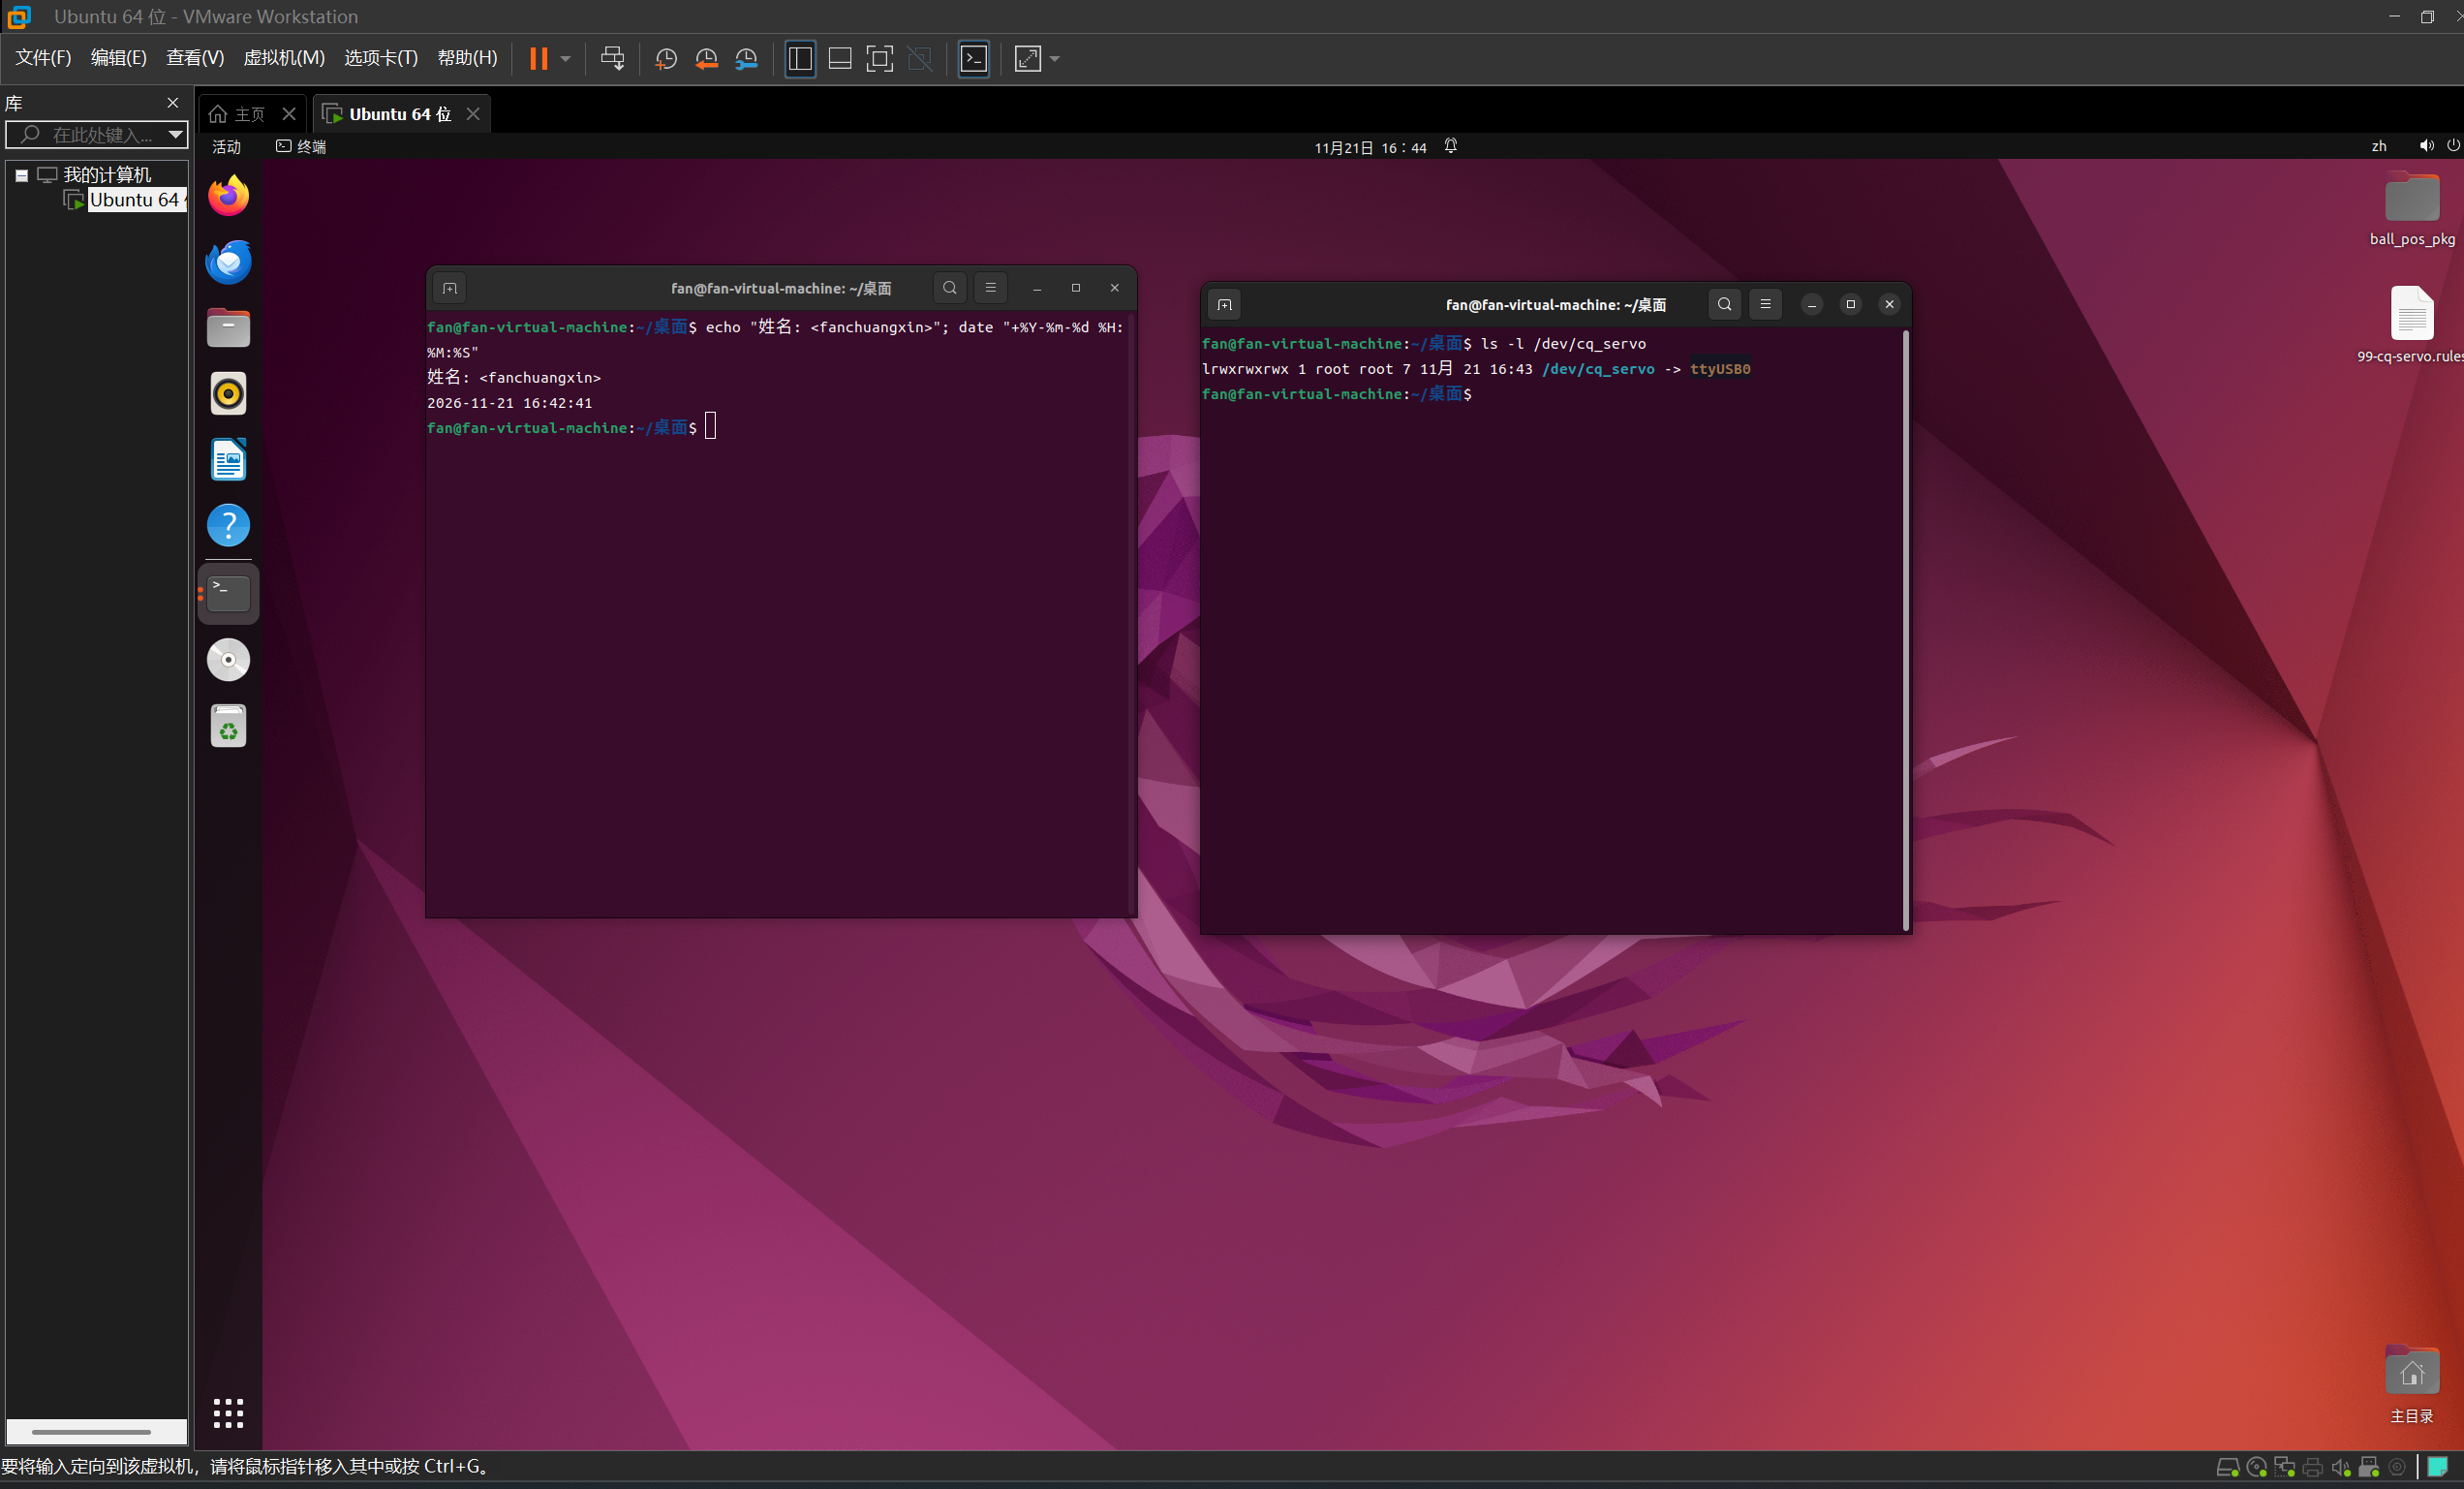 Ubuntu 64 位 - VMware Workstation
文件(F) 编辑(E) 查看(V) 虚拟机(M) 选项卡(T) 帮助(H)
库
在此处键入...
我的计算机
Ubuntu 64
主页
Ubuntu 64 位
活动
终端
11月21日 16：44
zh
fan@fan-virtual-machine: ~/桌面
fan@fan-virtual-machine:~/桌面$ echo "姓名: <fanchuangxin>"; date "+%Y-%m-%d %H:
%M:%S"
姓名: <fanchuangxin>
2026-11-21 16:42:41
fan@fan-virtual-machine:~/桌面$
fan@fan-virtual-machine: ~/桌面
fan@fan-virtual-machine:~/桌面$ ls -l /dev/cq_servo
lrwxrwxrwx 1 root root 7 11月 21 16:43 /dev/cq_servo -> ttyUSB0
fan@fan-virtual-machine:~/桌面$
ball_pos_pkg
99-cq-servo.rules
主目录
要将输入定向到该虚拟机，请将鼠标指针移入其中或按 Ctrl+G。